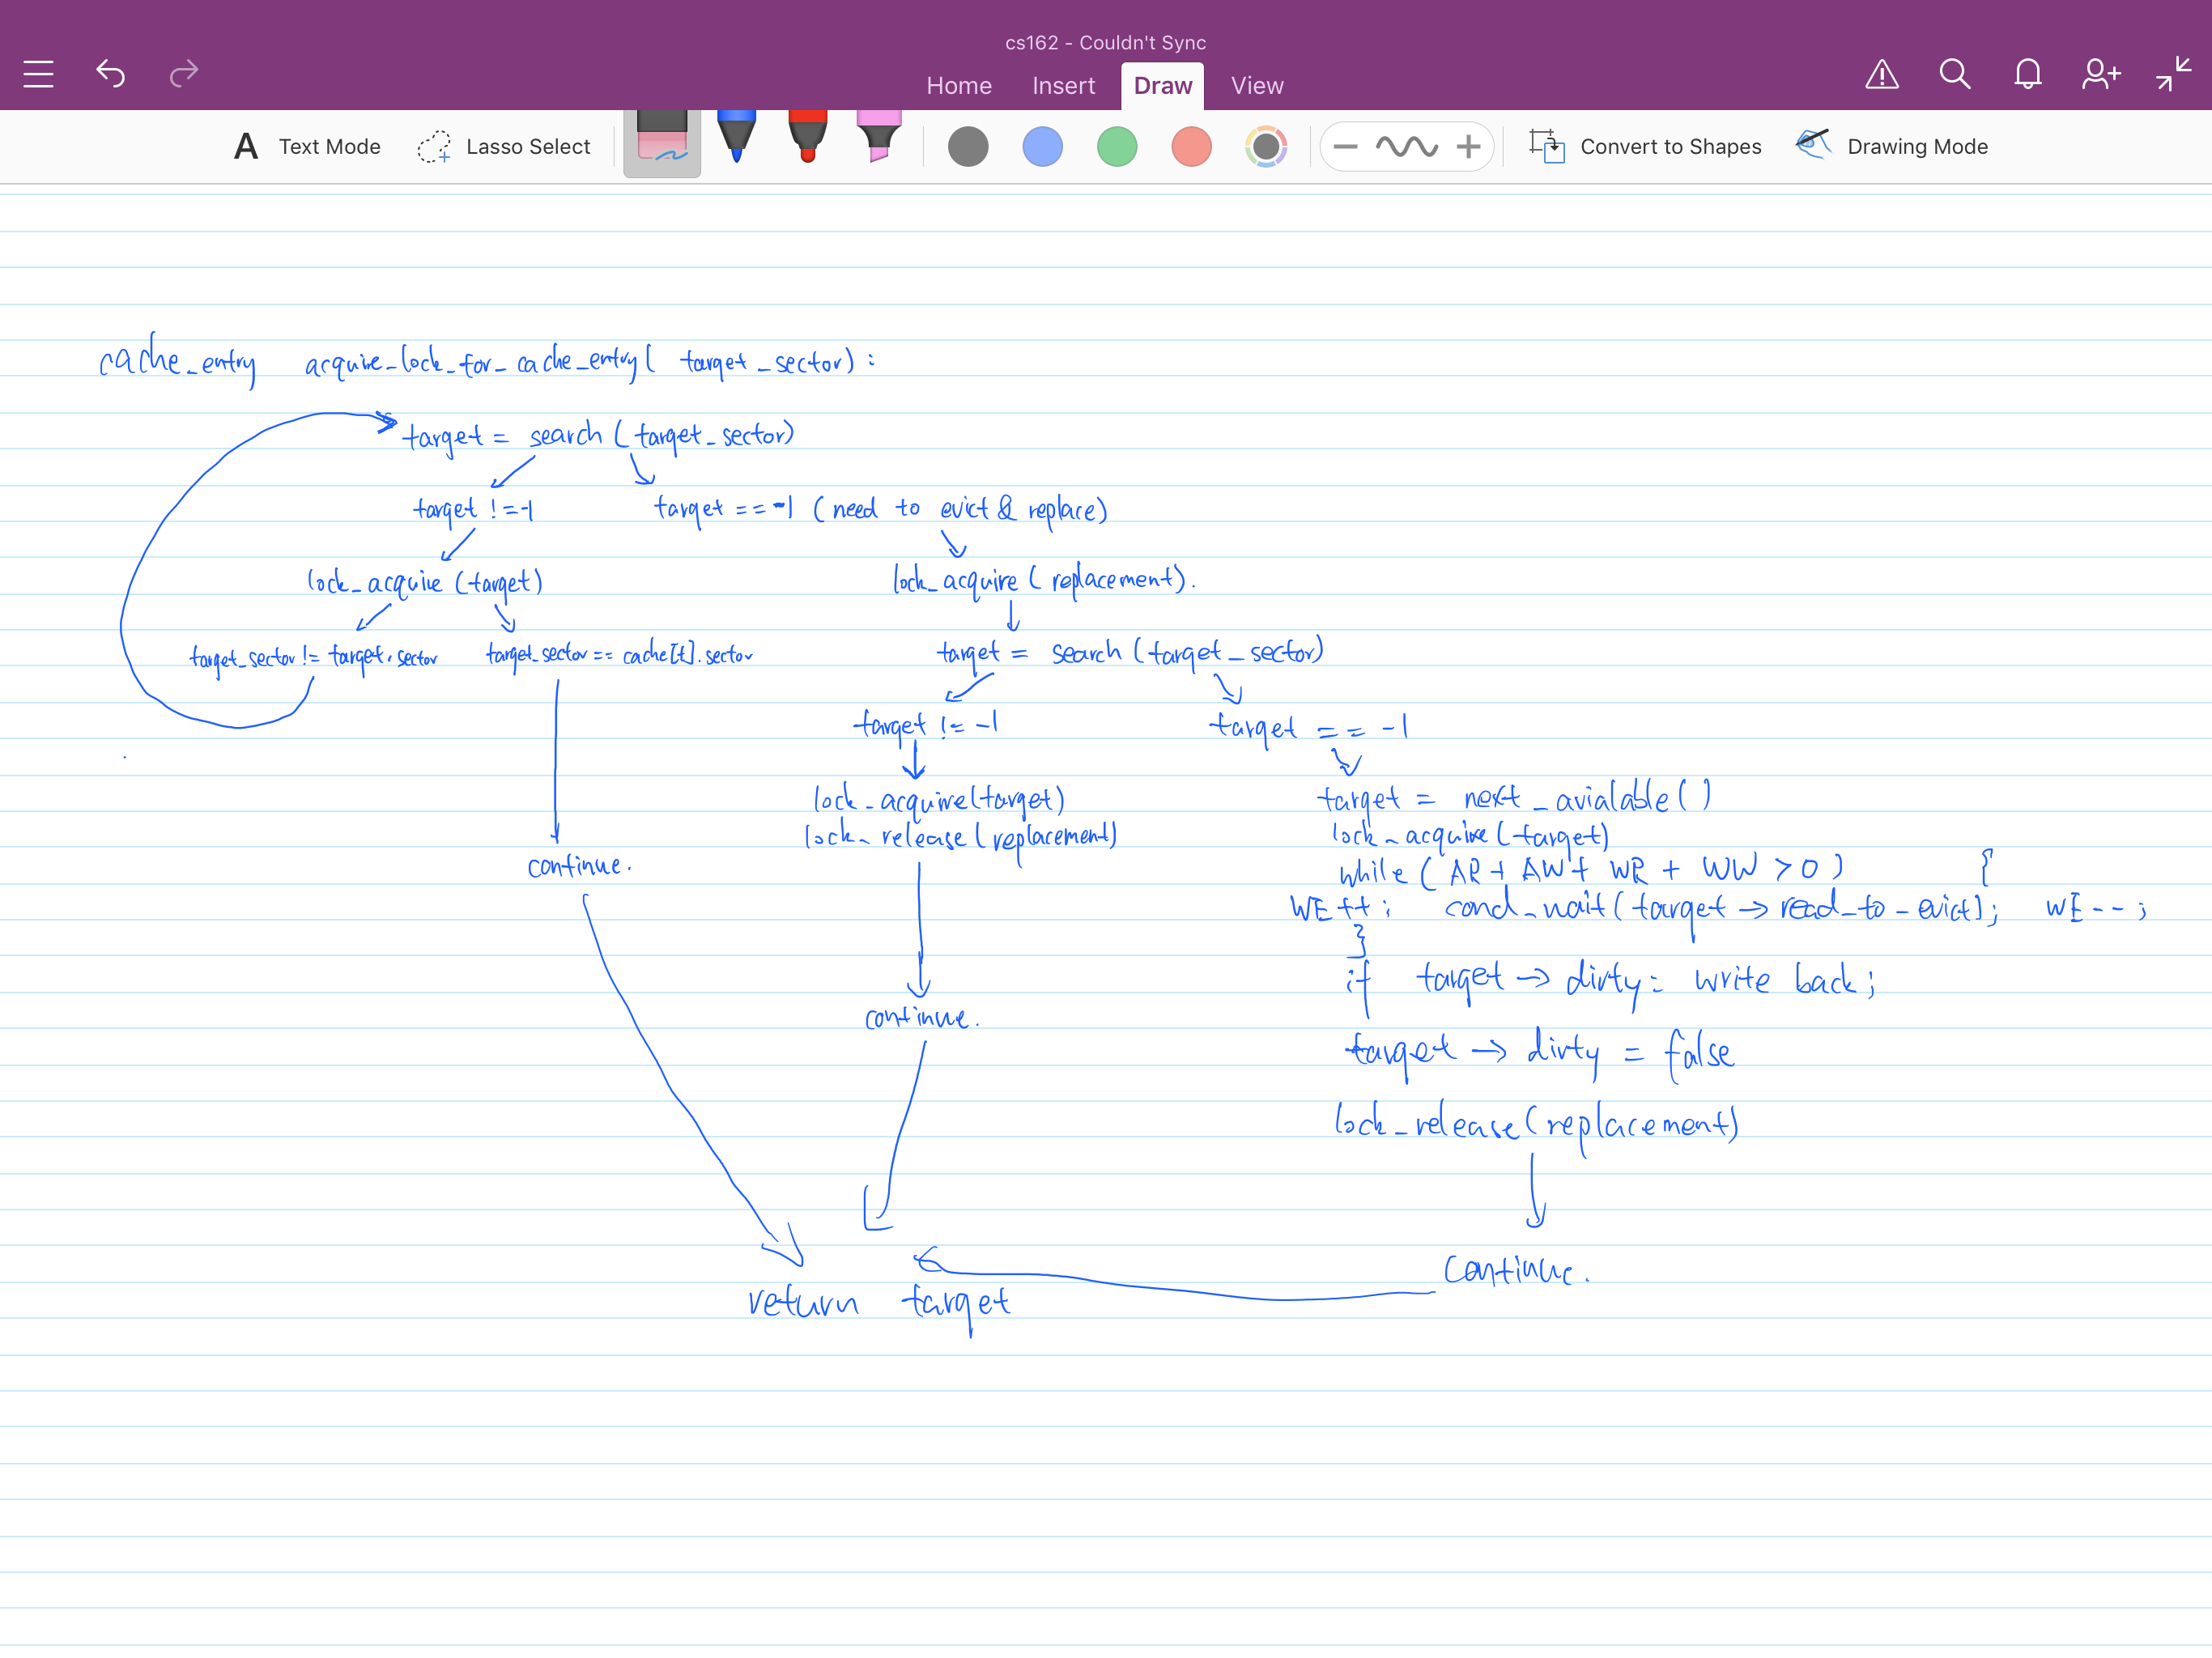 cs162 - Couldn't Sync
Home Insert Draw View
A Text Mode Lasso Select Convert to Shapes Drawing Mode
cache_entry acquire_lock_for_cache_entry( target_sector) :
target = search (target_sector)
target !=-1 target ==-1 (need to evict & replace)
lock_acquire (target) lock_acquire ( replacement).
target_sector != target.sector target_sector == cache[t].sector target = search (target_sector)
target != -1 target == -1
lock_acquire(target) target = next_avialable()
lock_release (replacement) lock_acquire (target)
continue. while ( AR + AW + WR + WW > 0 ) {
WE++; cond_wait( target → read_to_evict); WE--;
}
if target → dirty: write back;
continue.
target → dirty = false
lock_release (replacement)
continue.
return target